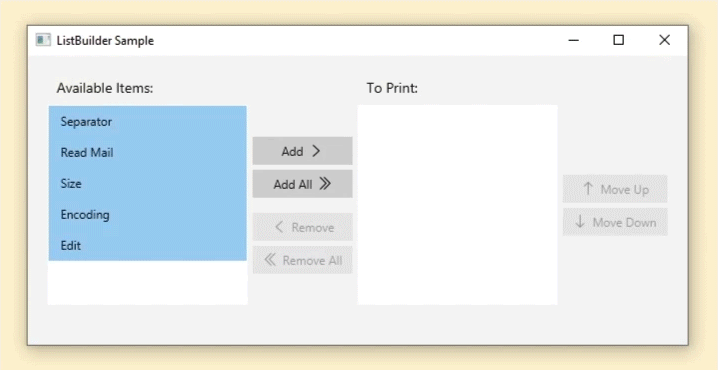 ListBuilder Sample
Available Items:
To Print:
Separator
Read Mail
Size
Encoding
Edit
Add
Add All
Remove
Remove All
Move Up
Move Down